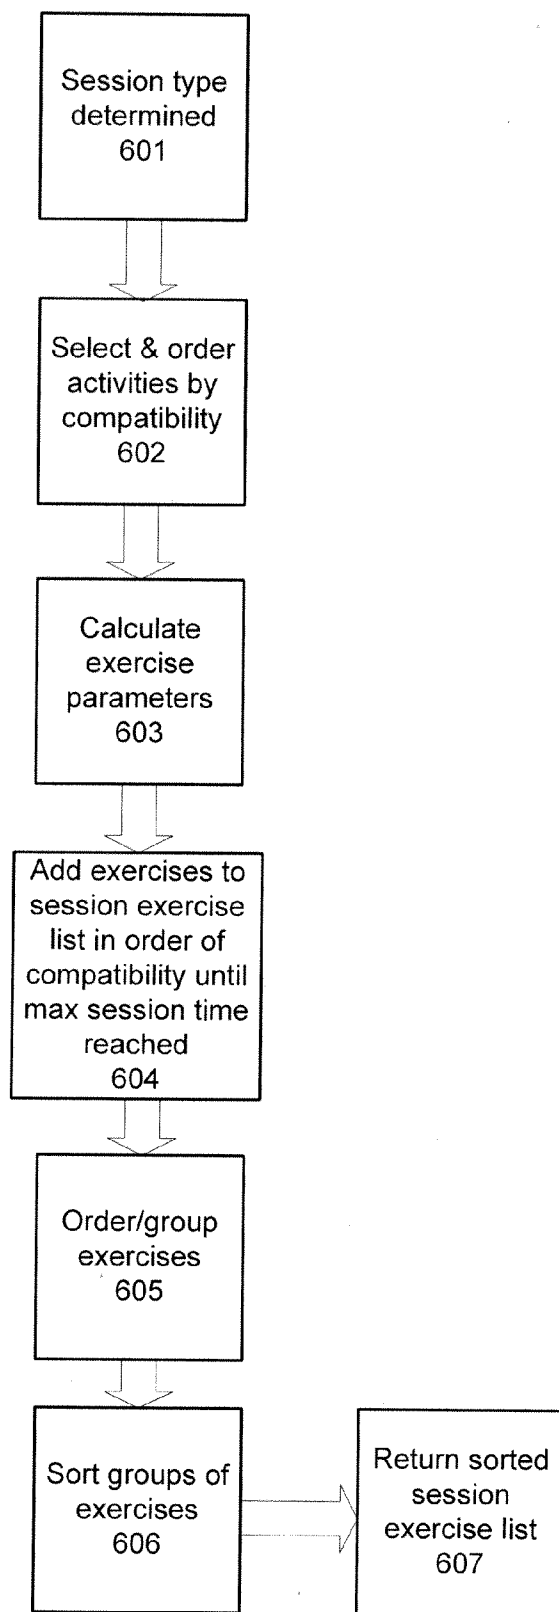 Session type
determined
601
Select & order
activities by
compatibility
602
Calculate
exercise
parameters
603
Add exercises to
session exercise
list in order of
compatibility until
max session time
reached
604
Order/group
exercises
605
Sort groups of
exercises
606
Return sorted
session
exercise list
607